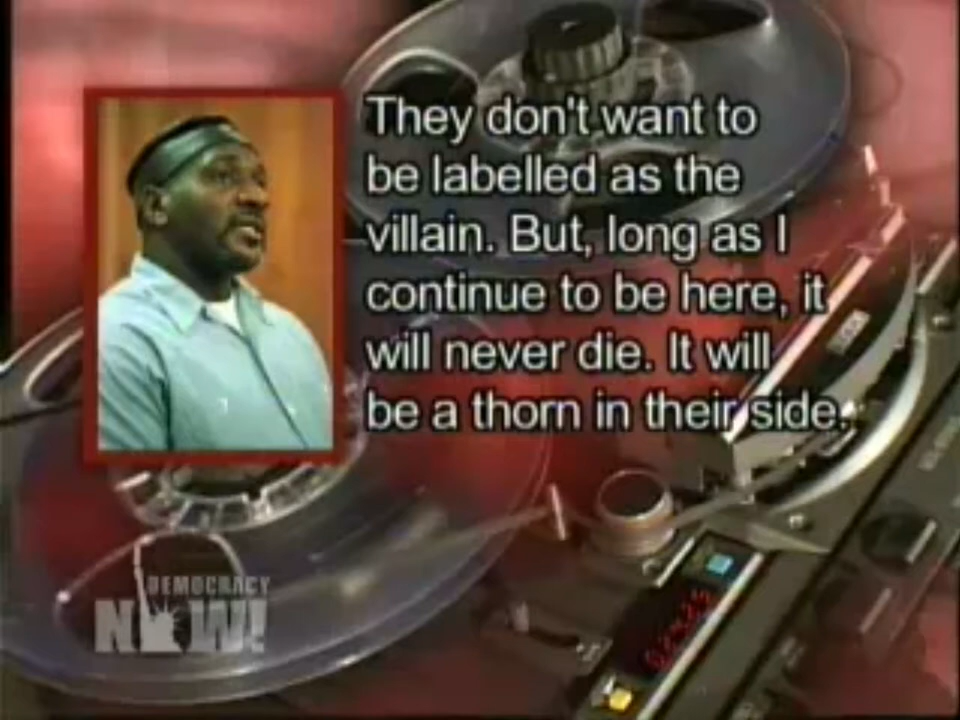 They don't want to
be labelled as the
villain. But, long as I
continue to be here, it
will never die. It will
be a thorn in their side.
DEMOCRACY
NOW!